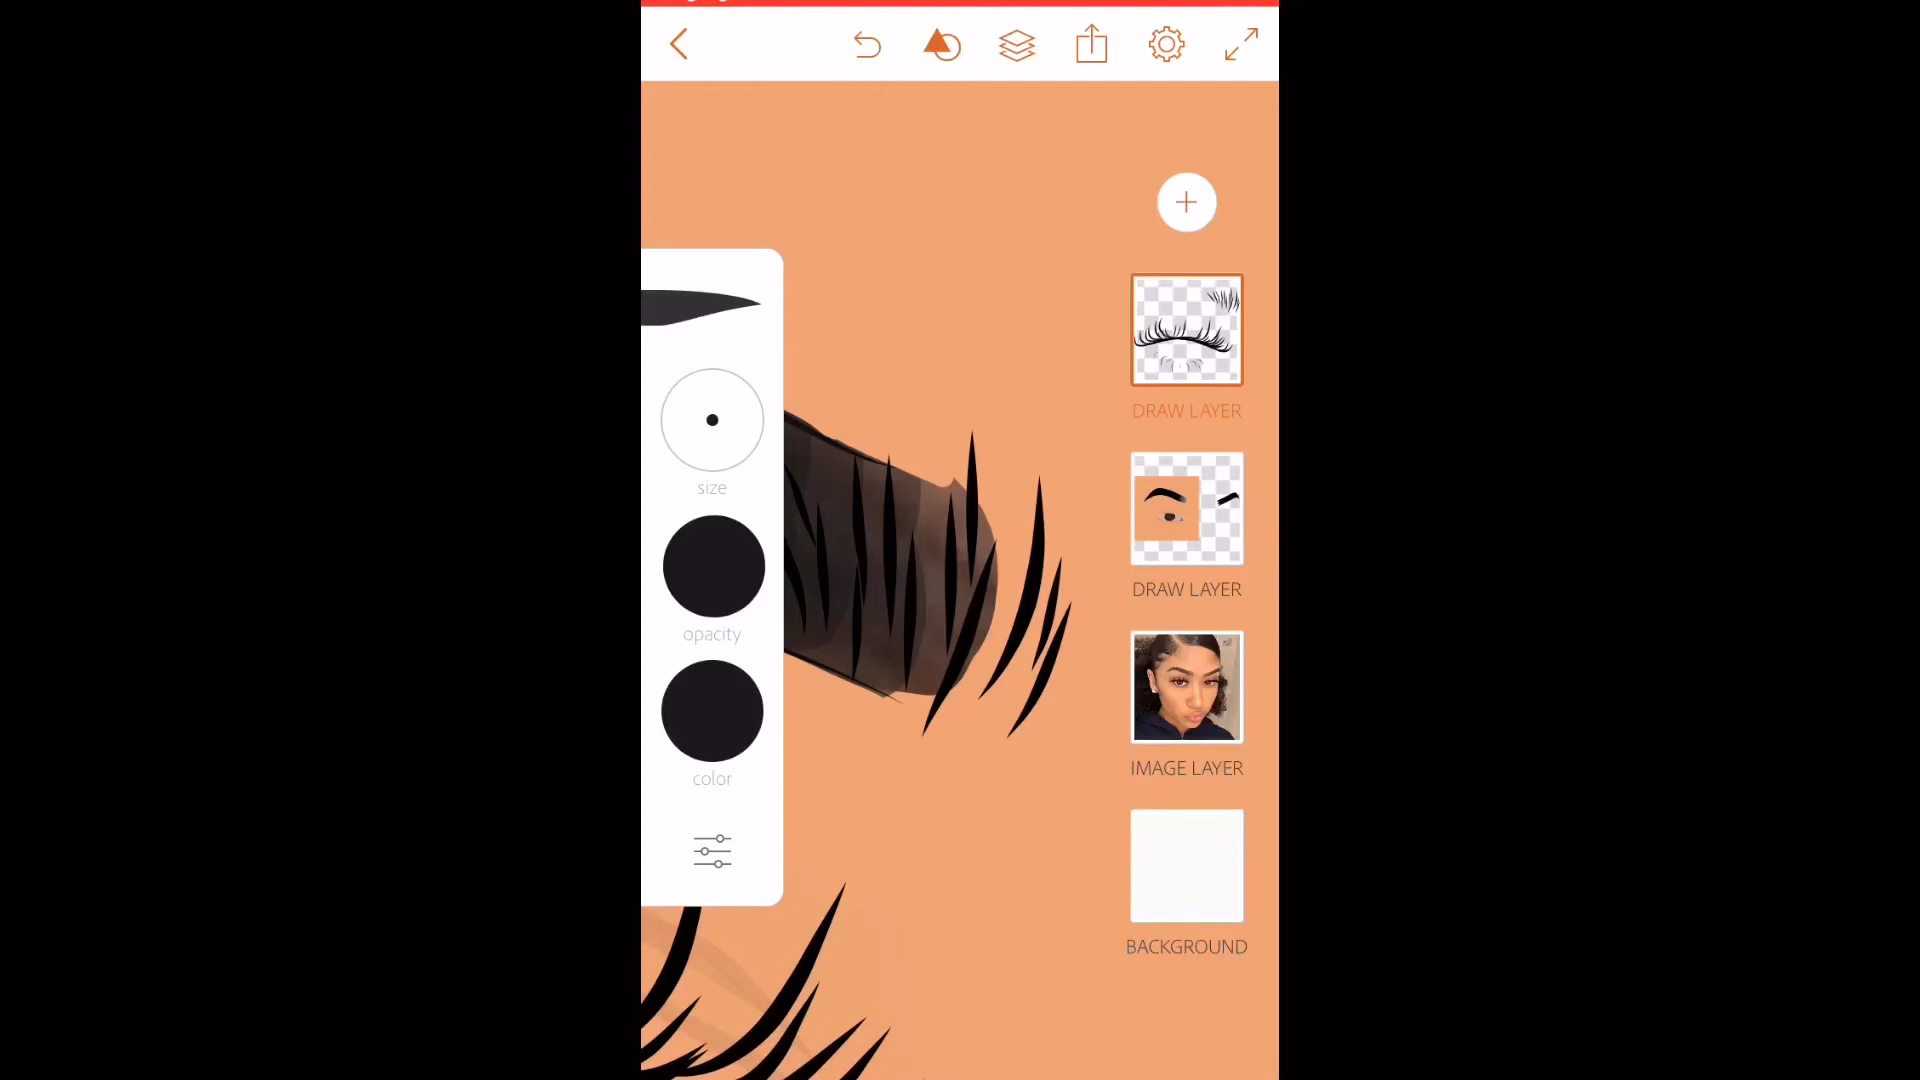 DRAW LAYER
size
DRAW LAYER
opacity
IMAGE LAYER
color
BACKGROUND